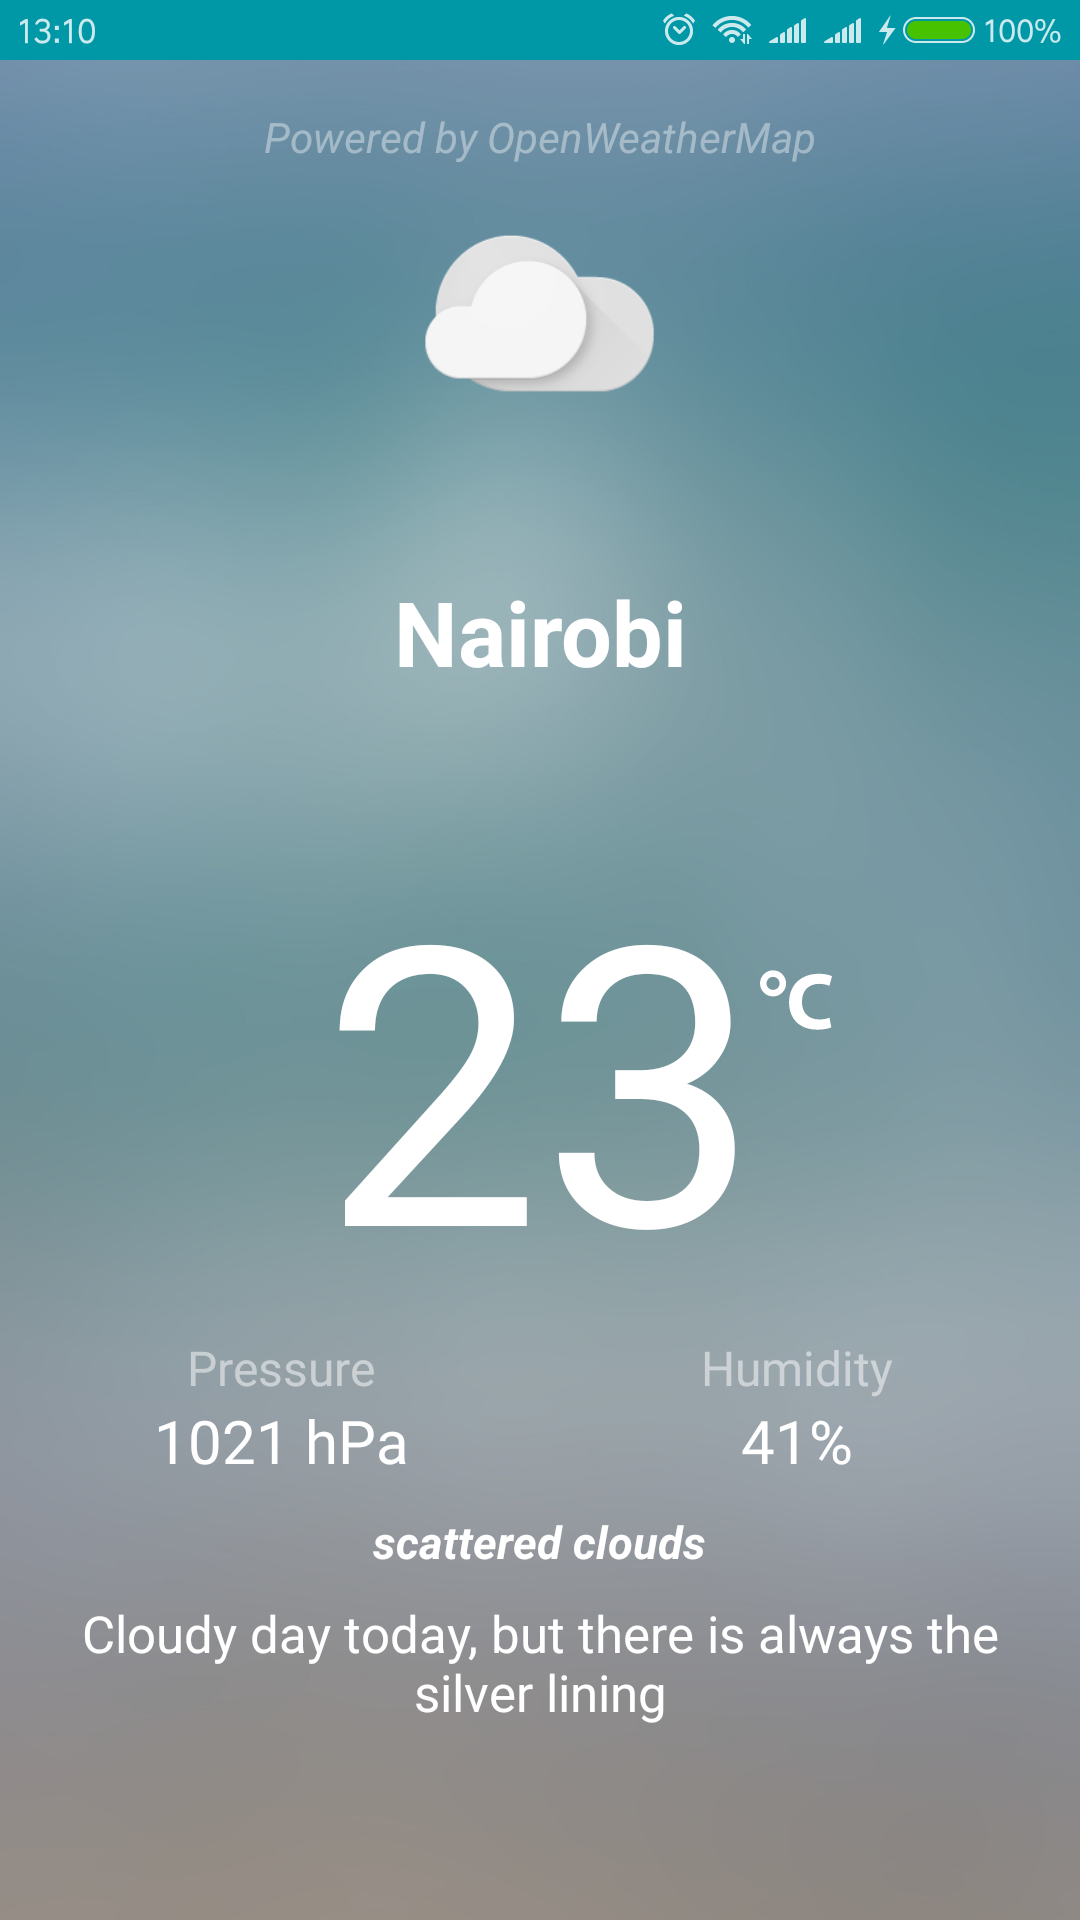 13:10 100%
Powered by OpenWeatherMap
Nairobi
23 °C
Pressure Humidity
1021 hPa 41%
scattered clouds
Cloudy day today, but there is always the
silver lining